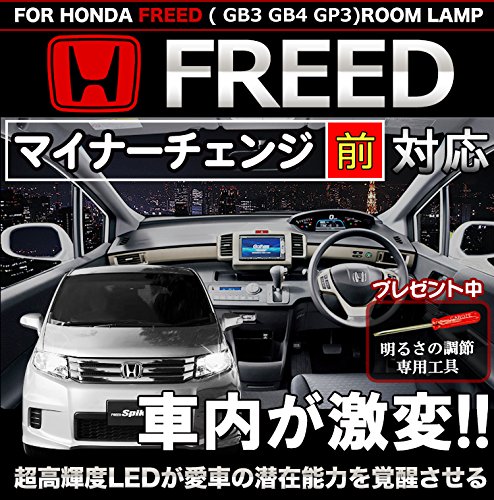 FOR HONDA FREED ( GB3 GB4 GP3)ROOM LAMP
FREED
マイナーチェンジ 前 対応
プレゼント中
明るさの調節
専用工具
FREED Spike
車内が激変!!
超高輝度LEDが愛車の潜在能力を覚醒させる